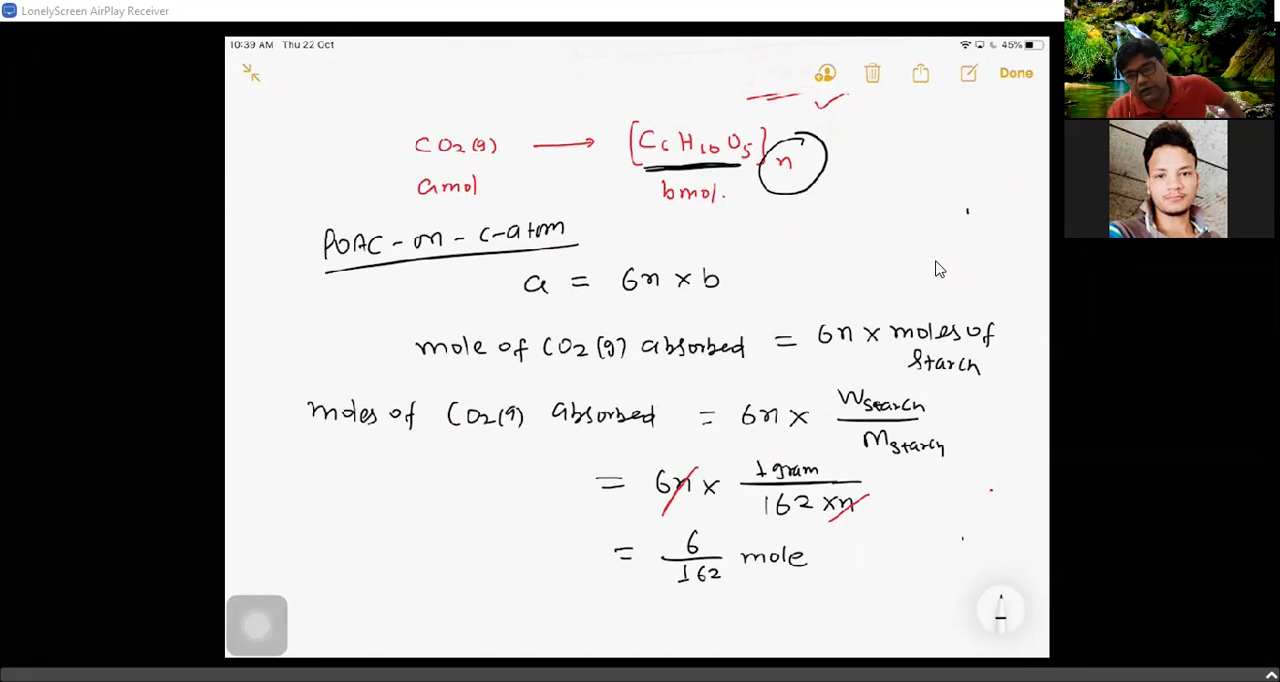 LonelyScreen AirPlay Receiver
10:39 AM Thu 22 Oct
45%
Done
CO2(g) → [C6H10O5]n
a mol b mol.
POAC-on-c-atom
a = 6n × b
mole of CO2(g) absorbed = 6n × moles of starch
moles of CO2(g) absorbed = 6n × Wstarch / Mstarch
= 6n × 1 gram / 162 × n
= 6 / 162 mole